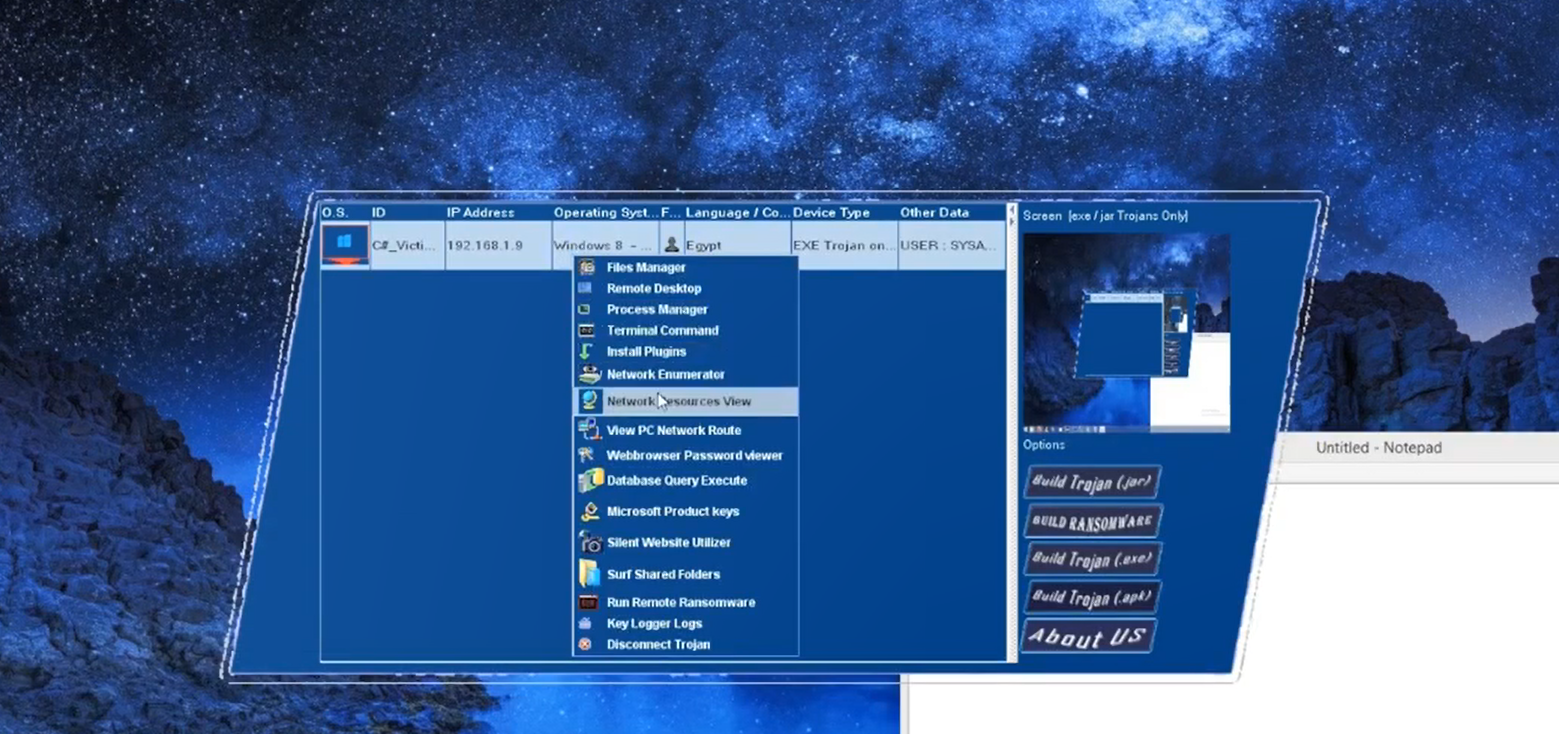 O.S. ID IP Address Operating Syst... F... Language / Co... Device Type Other Data
C#_Victi... 192.168.1.9 Windows 8 - ... Egypt EXE Trojan on... USER : SYSA...
Files Manager
Remote Desktop
Process Manager
Terminal Command
Install Plugins
Network Enumerator
Network Resources View
View PC Network Route
Webbrowser Password viewer
Database Query Execute
Microsoft Product keys
Silent Website Utilizer
Surf Shared Folders
Run Remote Ransomware
Key Logger Logs
Disconnect Trojan
Screen [exe / jar Trojans Only]
Options
Build Trojan (.jar)
BUILD RANSOMWARE
Build Trojan (.exe)
Build Trojan (.apk)
About US
Untitled - Notepad